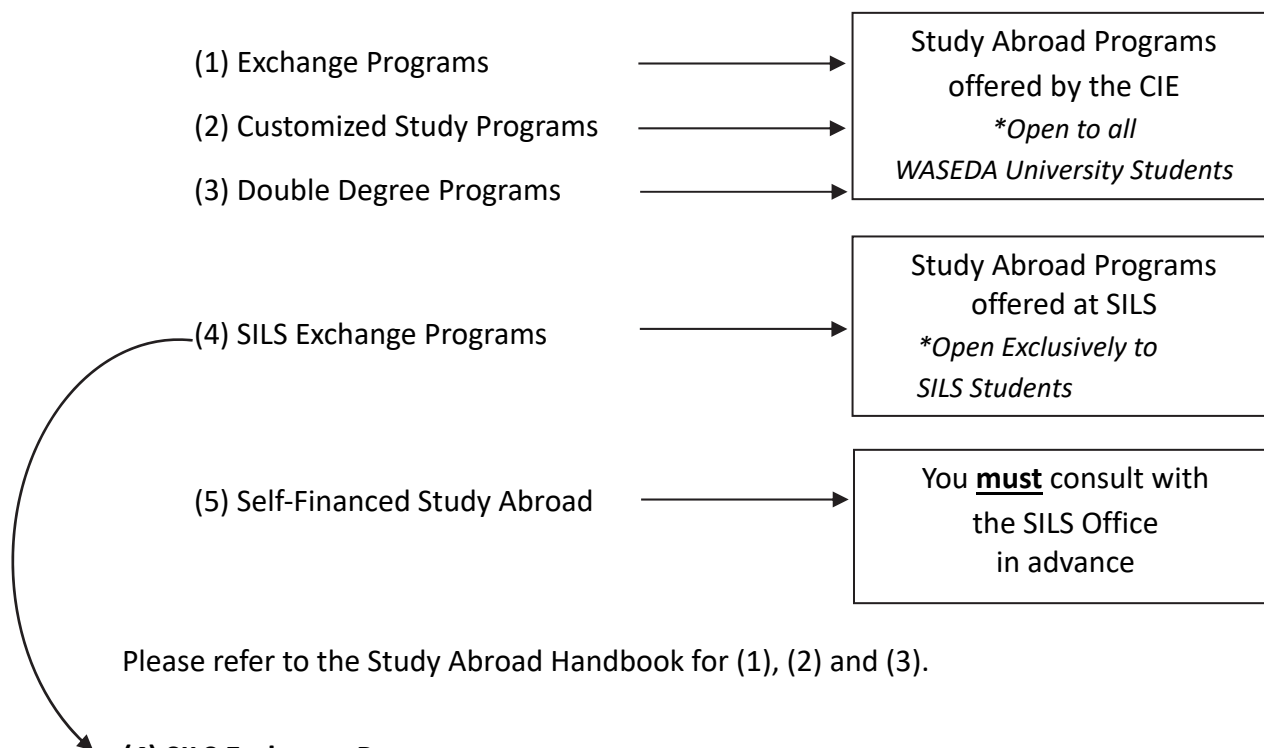 (1) Exchange Programs
(2) Customized Study Programs
(3) Double Degree Programs
Study Abroad Programs
offered by the CIE
*Open to all
WASEDA University Students
(4) SILS Exchange Programs
Study Abroad Programs
offered at SILS
*Open Exclusively to
SILS Students
(5) Self-Financed Study Abroad
You must consult with
the SILS Office
in advance
Please refer to the Study Abroad Handbook for (1), (2) and (3).